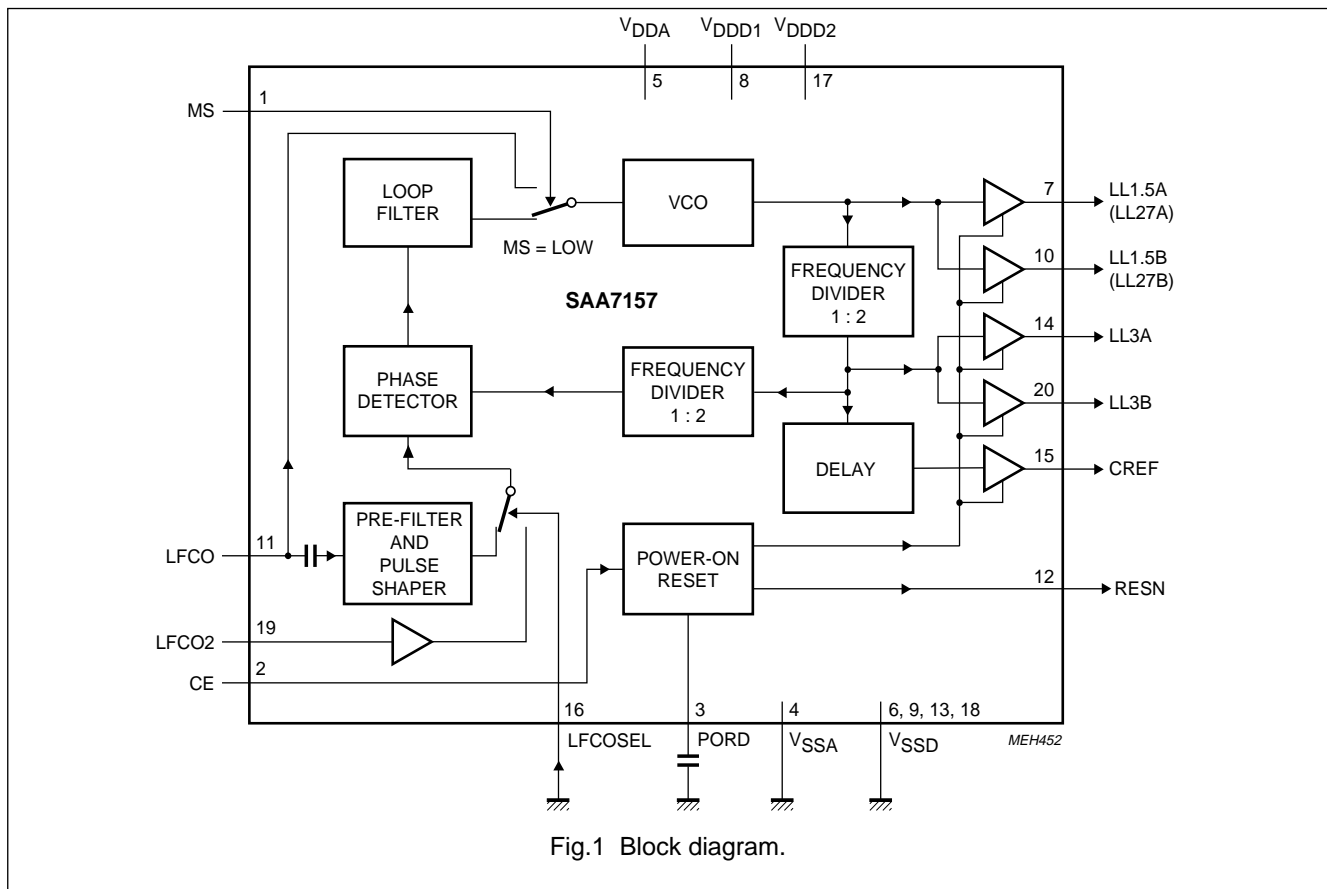 VDDA VDDD1 VDDD2
5 8 17
MS 1
LOOP
FILTER
MS = LOW
VCO
7 LL1.5A
(LL27A)
10 LL1.5B
(LL27B)
FREQUENCY
DIVIDER
1 : 2
SAA7157
14 LL3A
PHASE
DETECTOR
FREQUENCY
DIVIDER
1 : 2
20 LL3B
DELAY
15 CREF
LFCO 11
PRE-FILTER
AND
PULSE
SHAPER
POWER-ON
RESET
12 RESN
LFCO2 19
CE 2
16 3 4 6, 9, 13, 18
LFCOSEL PORD VSSA VSSD MEH452
Fig.1 Block diagram.